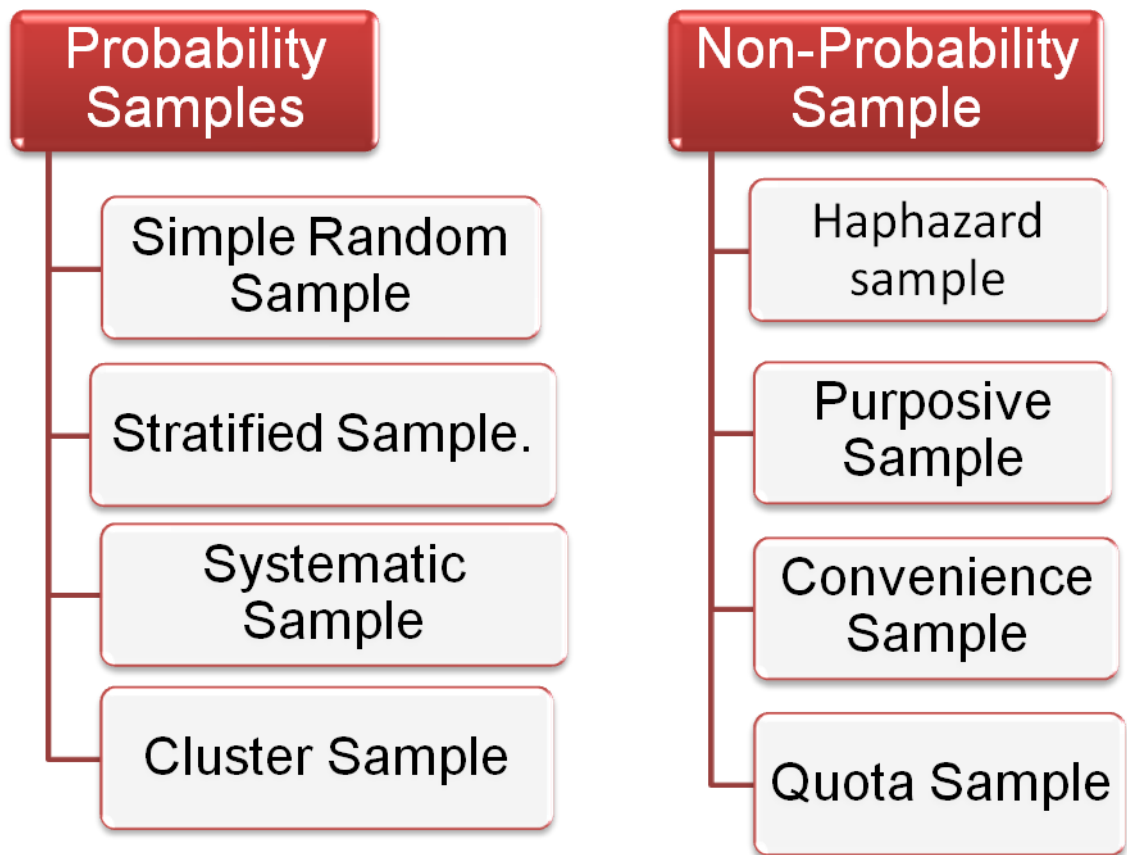 Probability
Samples
Simple Random
Sample
Stratified Sample.
Systematic
Sample
Cluster Sample
Non-Probability
Sample
Haphazard
sample
Purposive
Sample
Convenience
Sample
Quota Sample